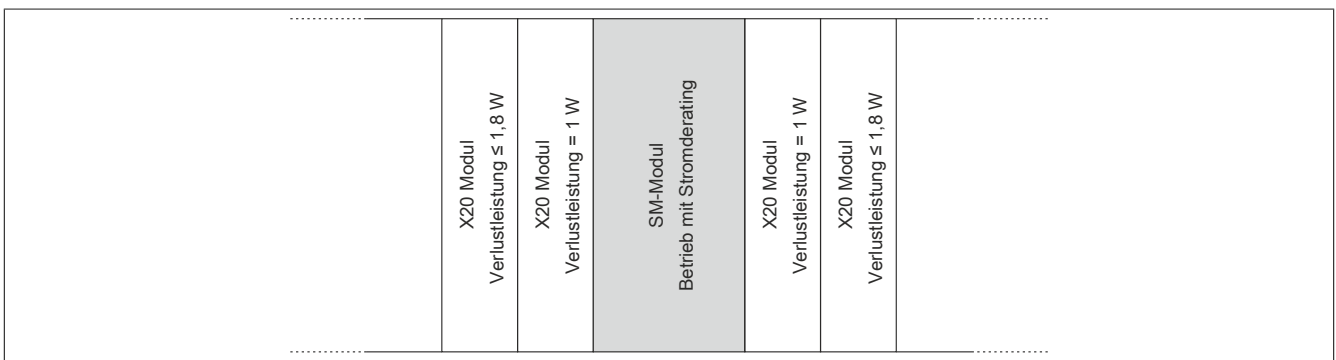 X20 Modul
Verlustleistung ≤ 1,8 W
X20 Modul
Verlustleistung = 1 W
SM-Modul
Betrieb mit Stromderating
X20 Modul
Verlustleistung = 1 W
X20 Modul
Verlustleistung ≤ 1,8 W